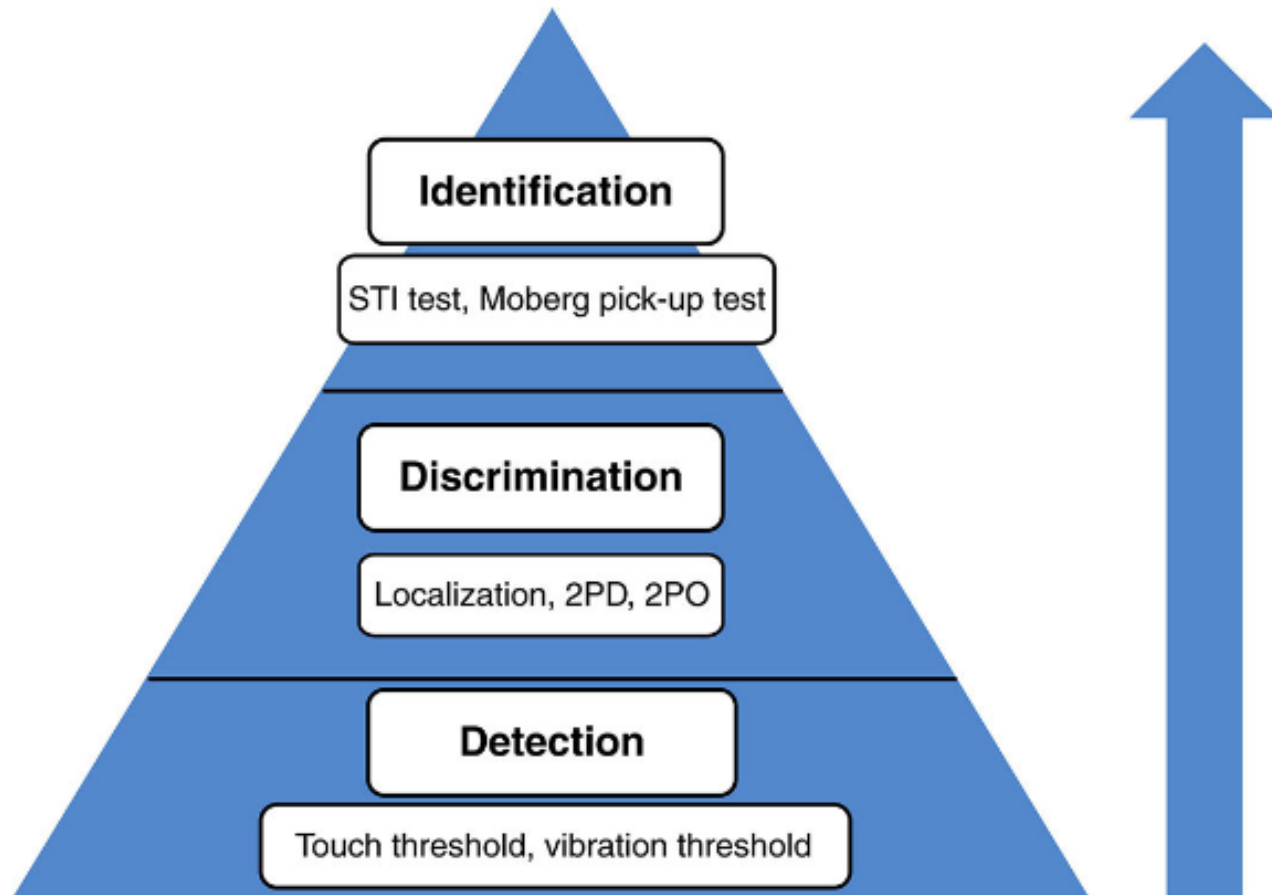 Identification
STI test, Moberg pick-up test
Discrimination
Localization, 2PD, 2PO
Detection
Touch threshold, vibration threshold